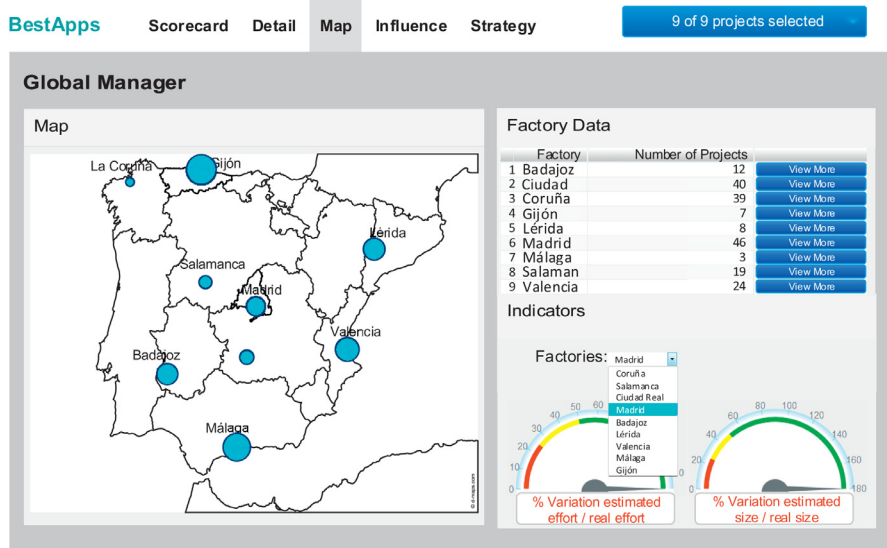 BestApps
Scorecard Detail Map Influence Strategy
9 of 9 projects selected
Global Manager
Map
La Coruña
Gijón
Lérida
Salamanca
Madrid
Valencia
Badajoz
Málaga
© d-maps.com
Factory Data
Factory Number of Projects
1 Badajoz 12 View More
2 Ciudad 40 View More
3 Coruña 39 View More
4 Gijón 7 View More
5 Lérida 8 View More
6 Madrid 46 View More
7 Málaga 3 View More
8 Salaman 19 View More
9 Valencia 24 View More
Indicators
Factories: Madrid
Coruña
Salamanca
Ciudad Real
Madrid
Badajoz
Lérida
Valencia
Málaga
Gijón
0 10 20 30 40 50 60 0
% Variation estimated
effort / real effort
20 40 60 80 100 120 140 160 180
% Variation estimated
size / real size